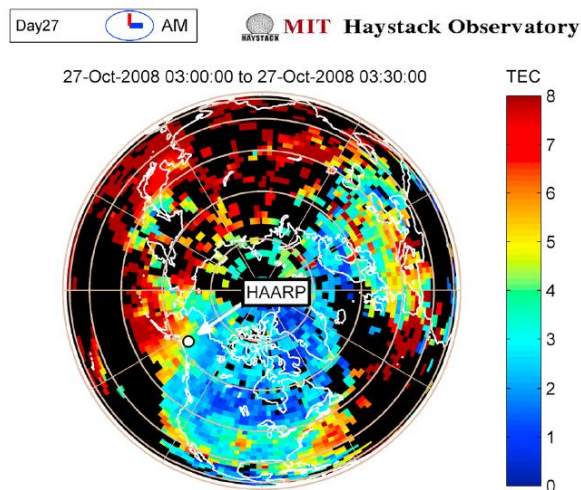 Day27 AM
HAYSTACK
MIT Haystack Observatory
27-Oct-2008 03:00:00 to 27-Oct-2008 03:30:00
TEC
HAARP
8
7
6
5
4
3
2
1
0